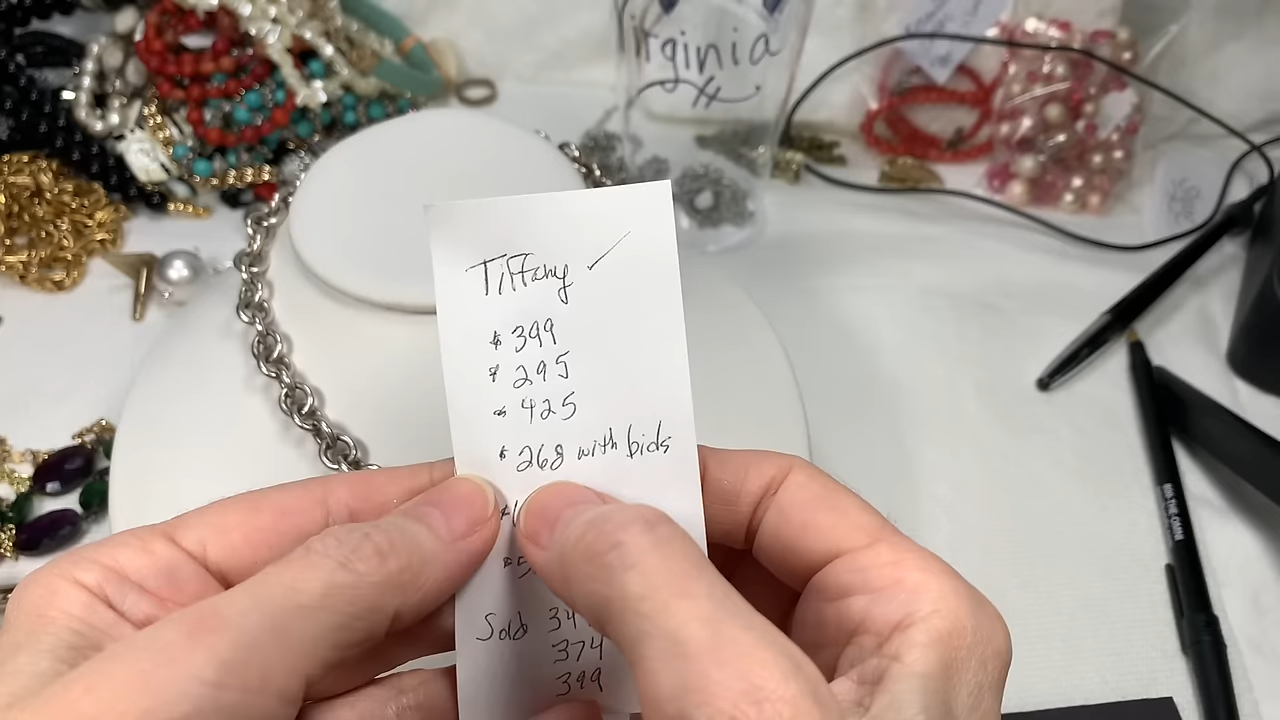 Virginia
Tiffany ✓
$ 399
$ 295
$ 425
$ 268 with bids
Sold
374
399